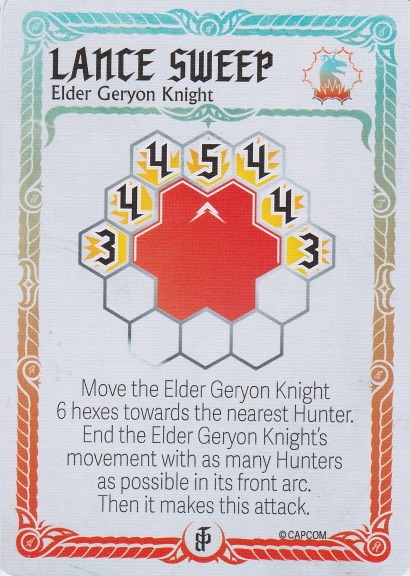 LANCE SWEEP
Elder Geryon Knight
4 5 4
4 4
3 3
Move the Elder Geryon Knight
6 hexes towards the nearest Hunter.
End the Elder Geryon Knight's
movement with as many Hunters
as possible in its front arc.
Then it makes this attack.
©CAPCOM